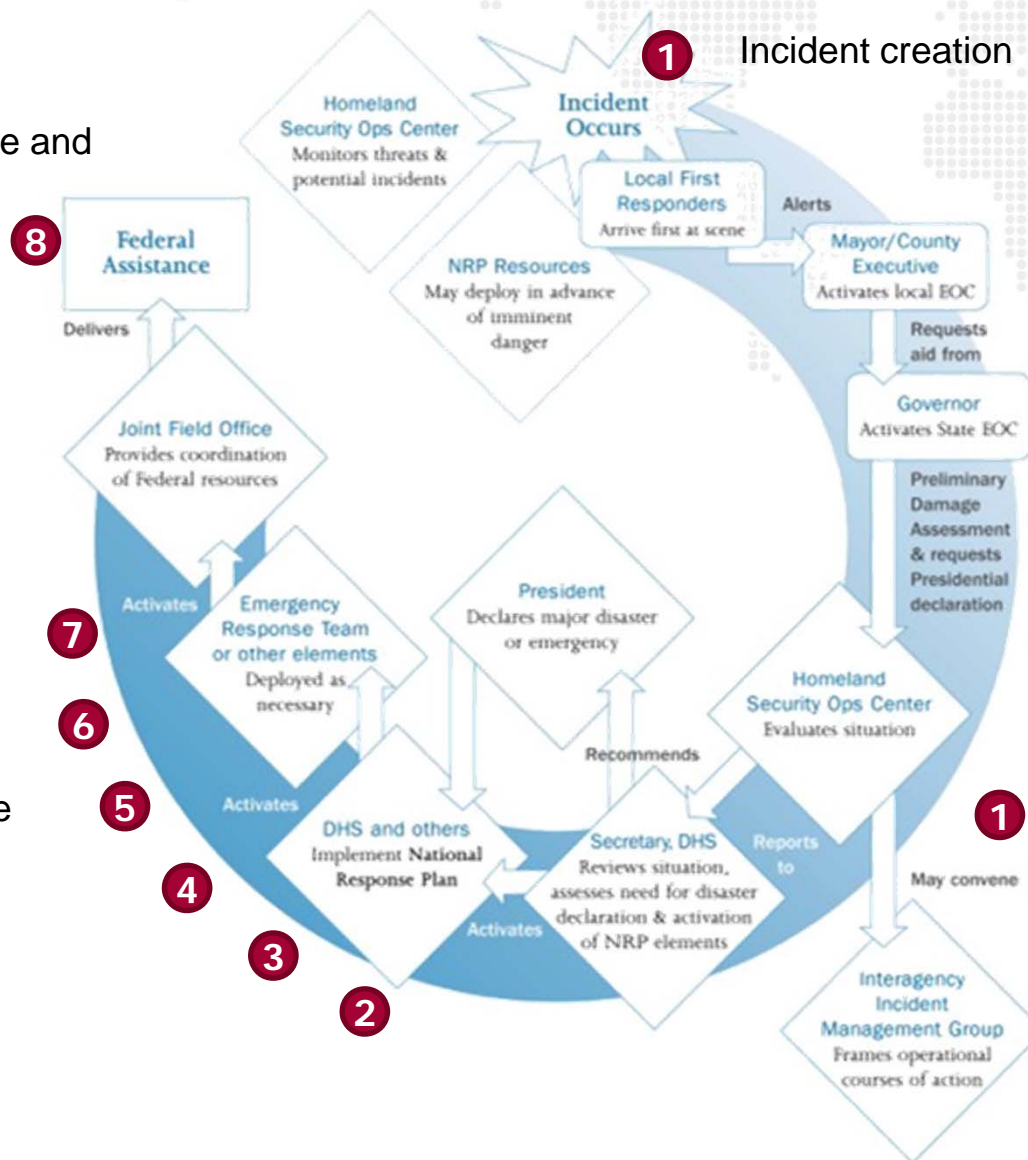 1
Incident creation
Incident
Occurs
Homeland
Security Ops Center
Monitors threats &
potential incidents
e and
Local First
Responders
Arrive first at scene
Alerts
Mayor/County
Executive
Activates local EOC
8
Federal
Assistance
NRP Resources
May deploy in advance
of imminent
danger
Delivers
Requests
aid from
Governor
Activates State EOC
Joint Field Office
Provides coordination
of Federal resources
Preliminary
Damage
Assessment
& requests
Presidential
declaration
President
Declares major disaster
or emergency
Activates
Emergency
Response Team
or other elements
Deployed as
necessary
7
6
Homeland
Security Ops Center
Evaluates situation
Recommends
5
e
Activates
DHS and others
Implement National
Response Plan
Secretary, DHS
Reviews situation,
assesses need for disaster
declaration & activation
of NRP elements
Reports
to
1
May convene
4
Activates
3
2
Interagency
Incident
Management Group
Frames operational
courses of action